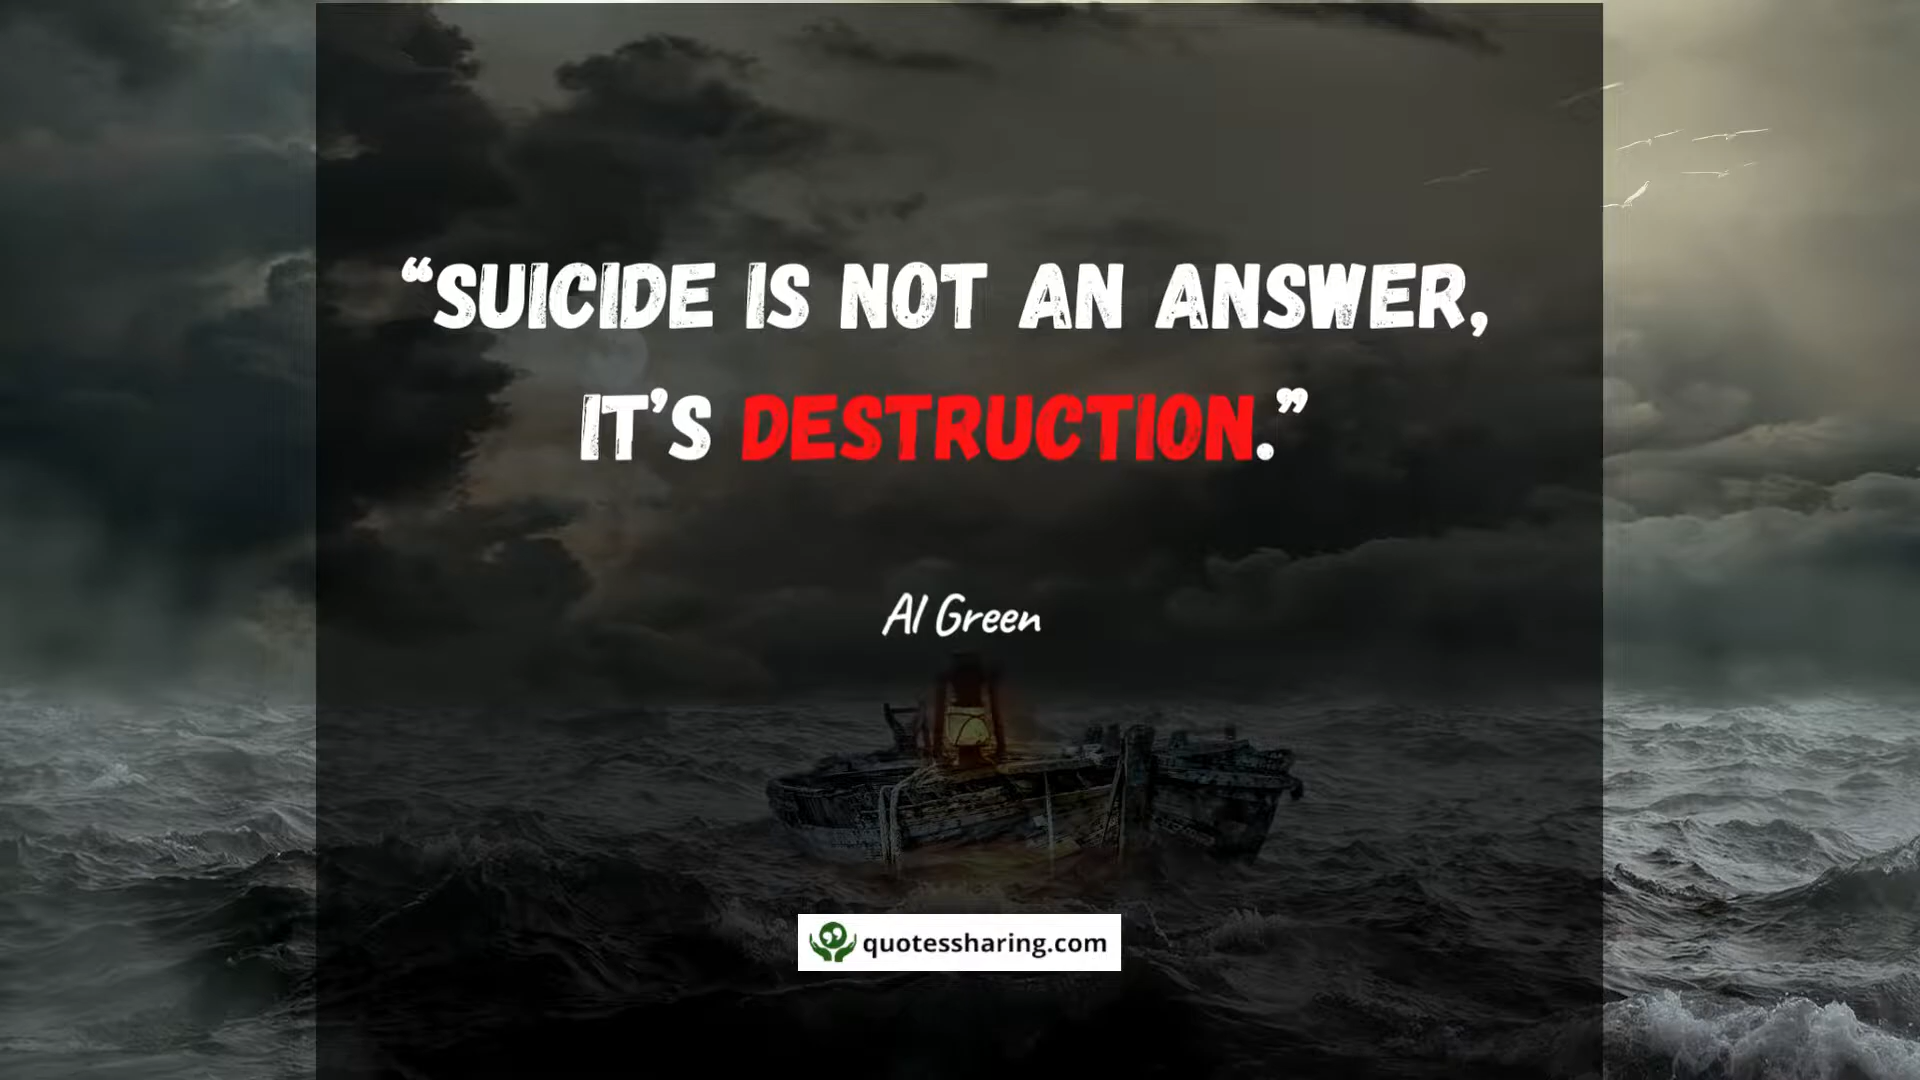 “SUICIDE IS NOT AN ANSWER,
IT’S DESTRUCTION.”
Al Green
quotessharing.com